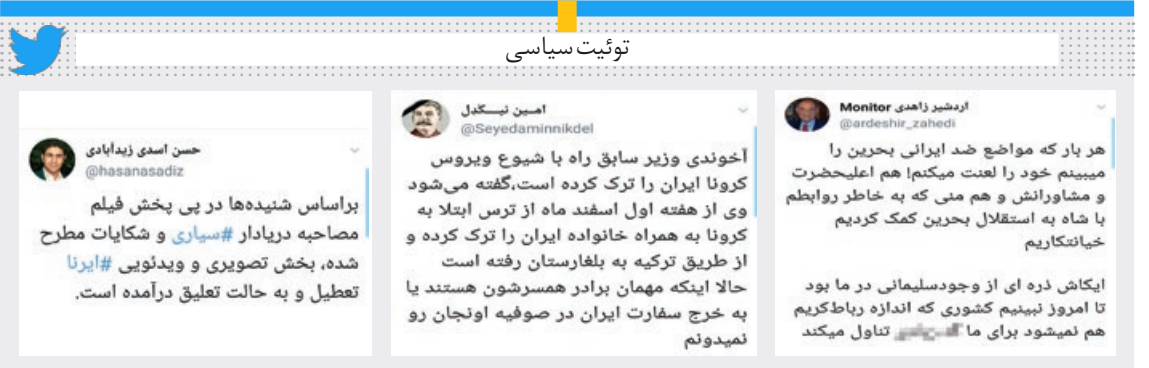 توئیت سیاسی
اردشیر زاهدی Monitor
@ardeshir_zahedi
هر بار که مواضع ضد ایرانی بحرین را
میبینم خود را لعنت میکنم! هم اعلیحضرت
و مشاورانش و هم منی که به خاطر روابطم
با شاه به استقلال بحرین کمک کردیم
خیانتکاریم
ایکاش ذره ای از وجودسلیمانی در ما بود
تا امروز نبینیم کشوری که اندازه رباط‌کریم
هم نمیشود برای ما تناول میکند
امین نیکدل
@Seyedaminnikdel
آخوندی وزیر سابق راه با شیوع ویروس
کرونا ایران را ترک کرده است،گفته می‌شود
وی از هفته اول اسفند ماه از ترس ابتلا به
کرونا به همراه خانواده ایران را ترک کرده و
از طریق ترکیه به بلغارستان رفته است
حالا اینکه مهمان برادر همسرشون هستند یا
به خرج سفارت ایران در صوفیه اونجان رو
نمیدونم
حسن اسدی زیدآبادی
@hasanasadiz
براساس شنیده‌ها در پی پخش فیلم
مصاحبه دریادار #سیاری و شکایات مطرح
شده، بخش تصویری و ویدئویی #ایرنا
تعطیل و به حالت تعلیق درآمده است.